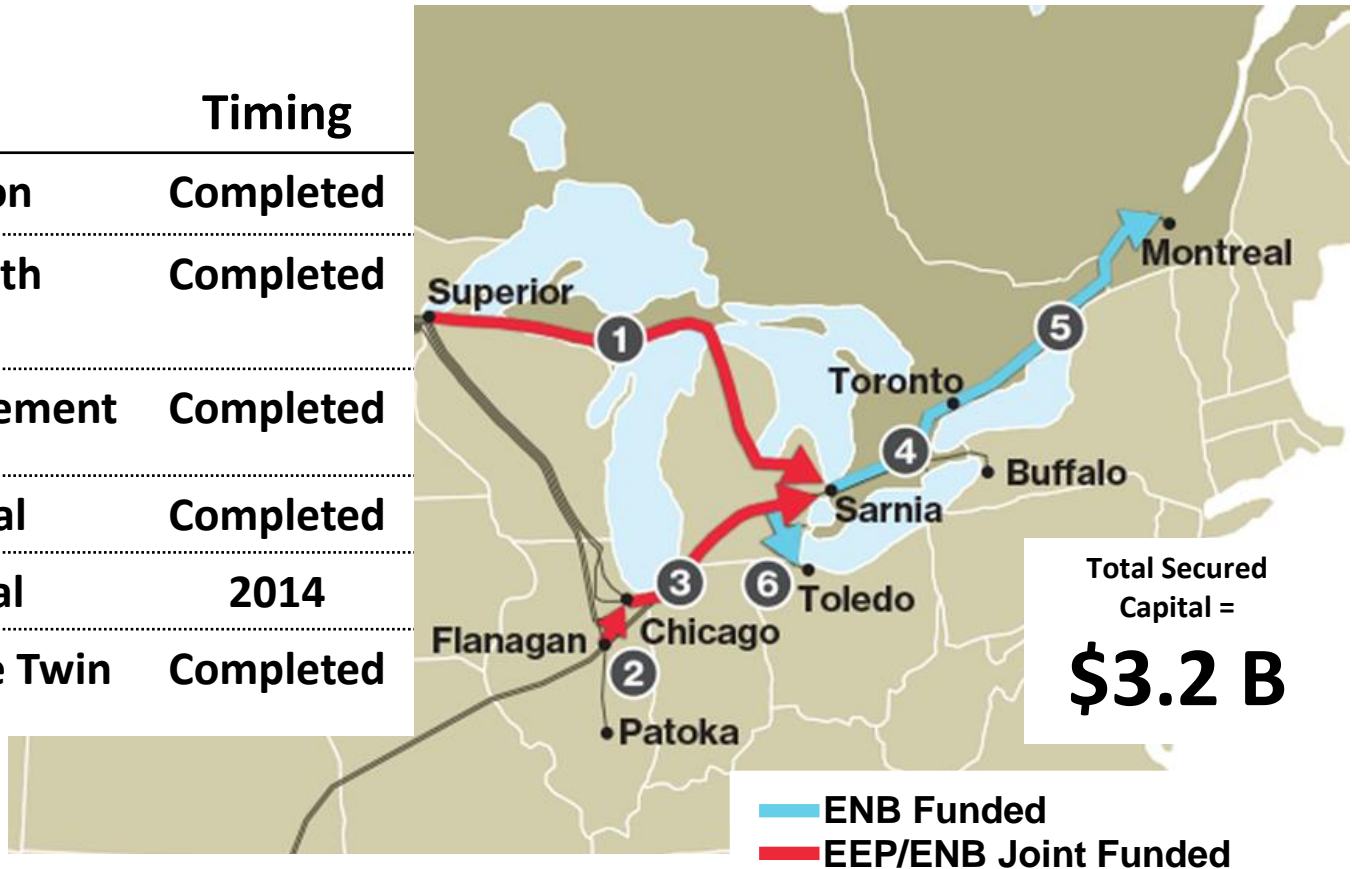 Timing
on Completed
th Completed
ement Completed
al Completed
al 2014
e Twin Completed
Superior
1
Montreal
5
Toronto
4
Buffalo
Sarnia
3
6
Toledo
Chicago
Flanagan
2
Patoka
Total Secured
Capital =
$3.2 B
ENB Funded
EEP/ENB Joint Funded